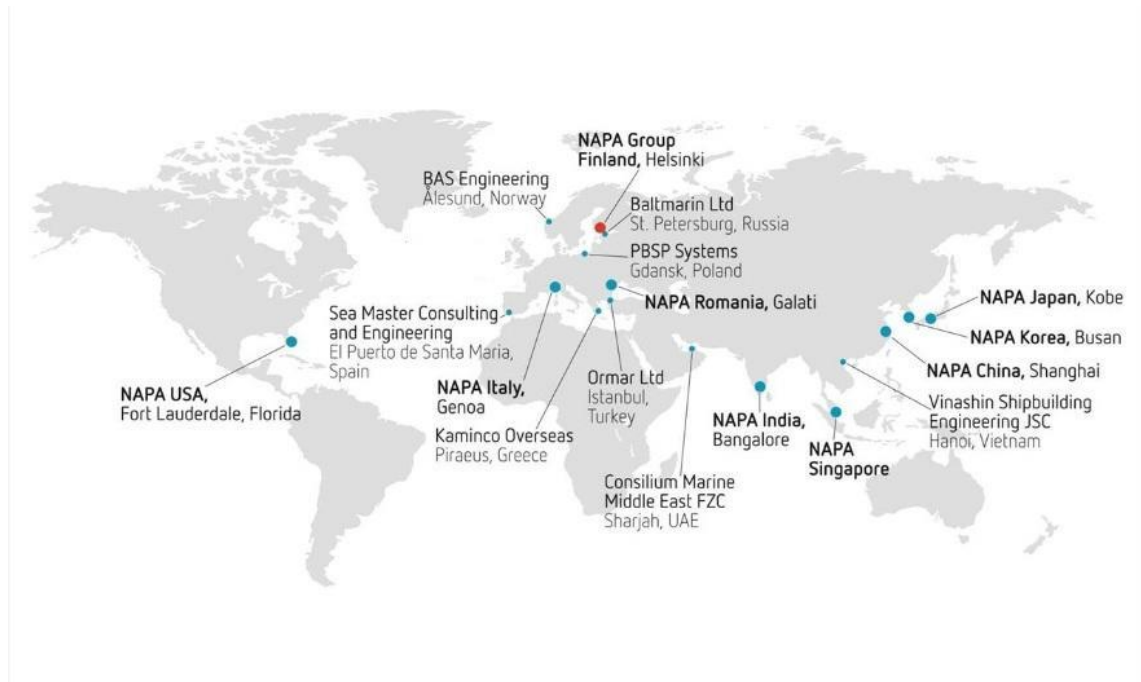 NAPA Group
Finland, Helsinki
BAS Engineering
Ålesund, Norway
Baltmarin Ltd
St. Petersburg, Russia
PBSP Systems
Gdansk, Poland
NAPA Romania, Galati
NAPA Japan, Kobe
NAPA Korea, Busan
NAPA China, Shanghai
Sea Master Consulting
and Engineering
El Puerto de Santa Maria,
Spain
NAPA USA,
Fort Lauderdale, Florida
NAPA Italy,
Genoa
Kaminco Overseas
Piraeus, Greece
Ormar Ltd
Istanbul,
Turkey
NAPA India,
Bangalore
Vinashin Shipbuilding
Engineering JSC
Hanoi, Vietnam
NAPA
Singapore
Consilium Marine
Middle East FZC
Sharjah, UAE